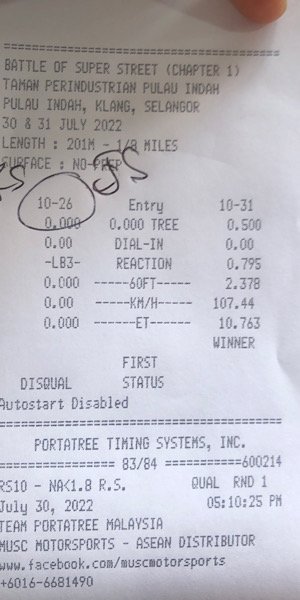 BATTLE OF SUPER STREET (CHAPTER 1)
TAMAN PERINDUSTRIAN PULAU INDAH
PULAU INDAH, KLANG, SELANGOR
30 & 31 JULY 2022
LENGTH : 201M - 1/8 MILES
SURFACE : NO-PREP
10-26 Entry 10-31
0.000 0.000 TREE 0.500
0.00 DIAL-IN 0.00
-LB3- REACTION 0.795
0.000 -----60FT----- 2.378
0.00 -----KM/H----- 107.44
0.000 ------ET------ 10.763
WINNER
FIRST
DISQUAL STATUS
Autostart Disabled
PORTATREE TIMING SYSTEMS, INC.
================ 83/84 ===========600214
RS10 - NAK1.8 R.S. QUAL RND 1
July 30, 2022 05:10:25 PM
TEAM PORTATREE MALAYSIA
MUSC MOTORSPORTS - ASEAN DISTRIBUTOR
www.facebook.com/muscmotorsports
+6016-6681490